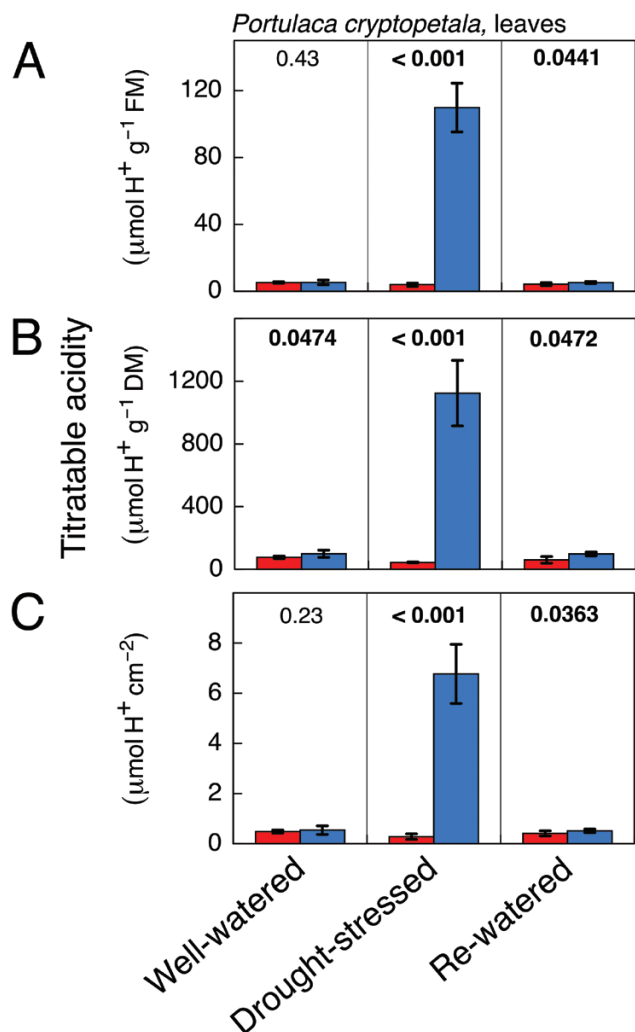 Portulaca cryptopetala, leaves
A
0.43 < 0.001 0.0441
120
80
40
0
(µmol H⁺ g⁻¹ FM)
B
0.0474 < 0.001 0.0472
1200
800
400
0
Titratable acidity
(µmol H⁺ g⁻¹ DM)
C
0.23 < 0.001 0.0363
8
6
4
2
0
(µmol H⁺ cm⁻²)
Well-watered
Drought-stressed
Re-watered